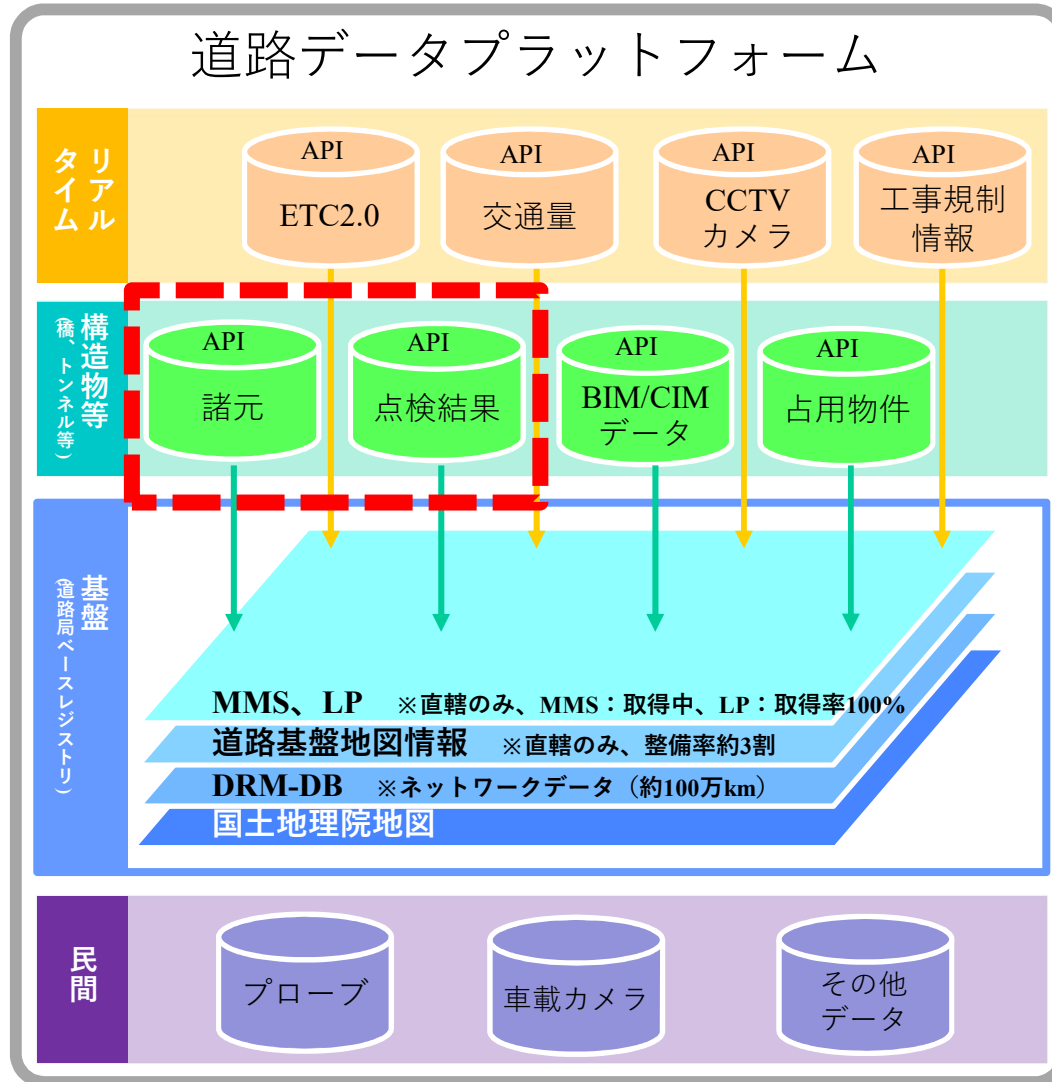 道路データプラットフォーム
リアル
タイム
API
ETC2.0
API
交通量
API
CCTV
カメラ
API
工事規制
情報
構造物等
(橋、トンネル等)
API
諸元
API
点検結果
API
BIM/CIM
データ
API
占用物件
基盤
(道路局ベースレジストリ)
MMS、LP ※直轄のみ、MMS：取得中、LP：取得率100%
道路基盤地図情報 ※直轄のみ、整備率約3割
DRM-DB ※ネットワークデータ（約100万km）
国土地理院地図
民間
プローブ
車載カメラ
その他
データ